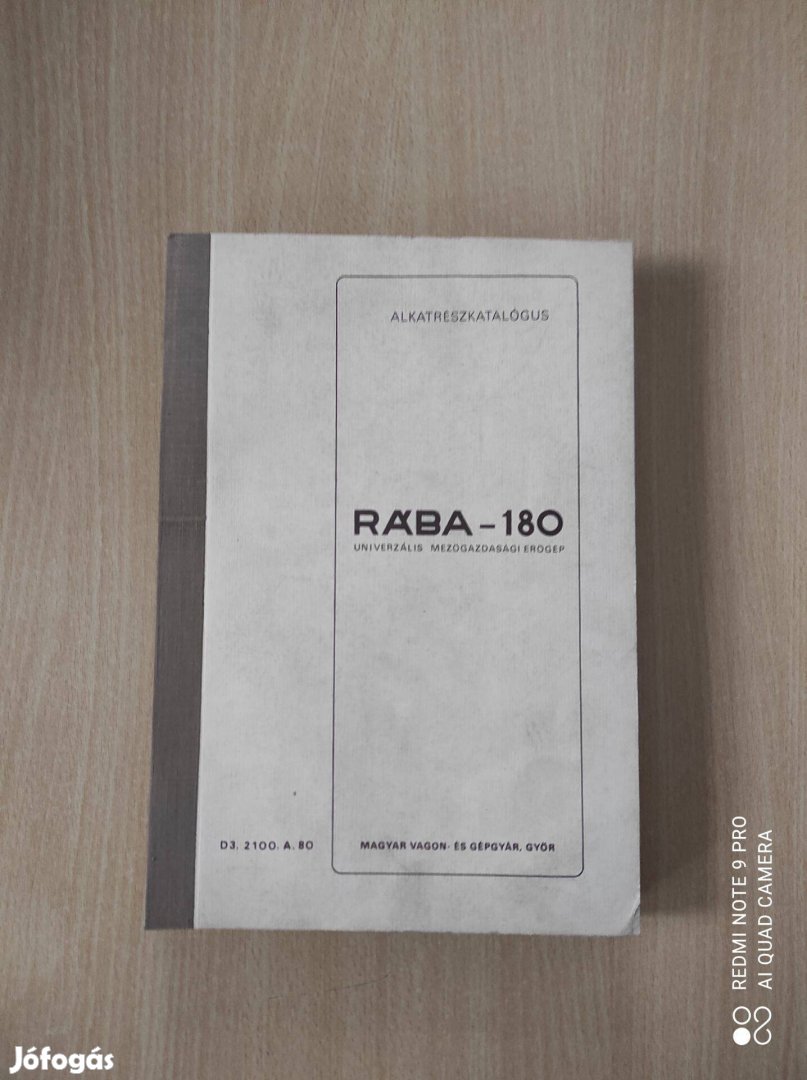 ALKATRÉSZKATALÓGUS
RÁBA – 180
UNIVERZÁLIS MEZŐGAZDASÁGI ERŐGÉP
D3. 2100. A. 80
MAGYAR VAGON- ÉS GÉPGYÁR, GYŐR
REDMI NOTE 9 PRO
AI QUAD CAMERA
Jófogás